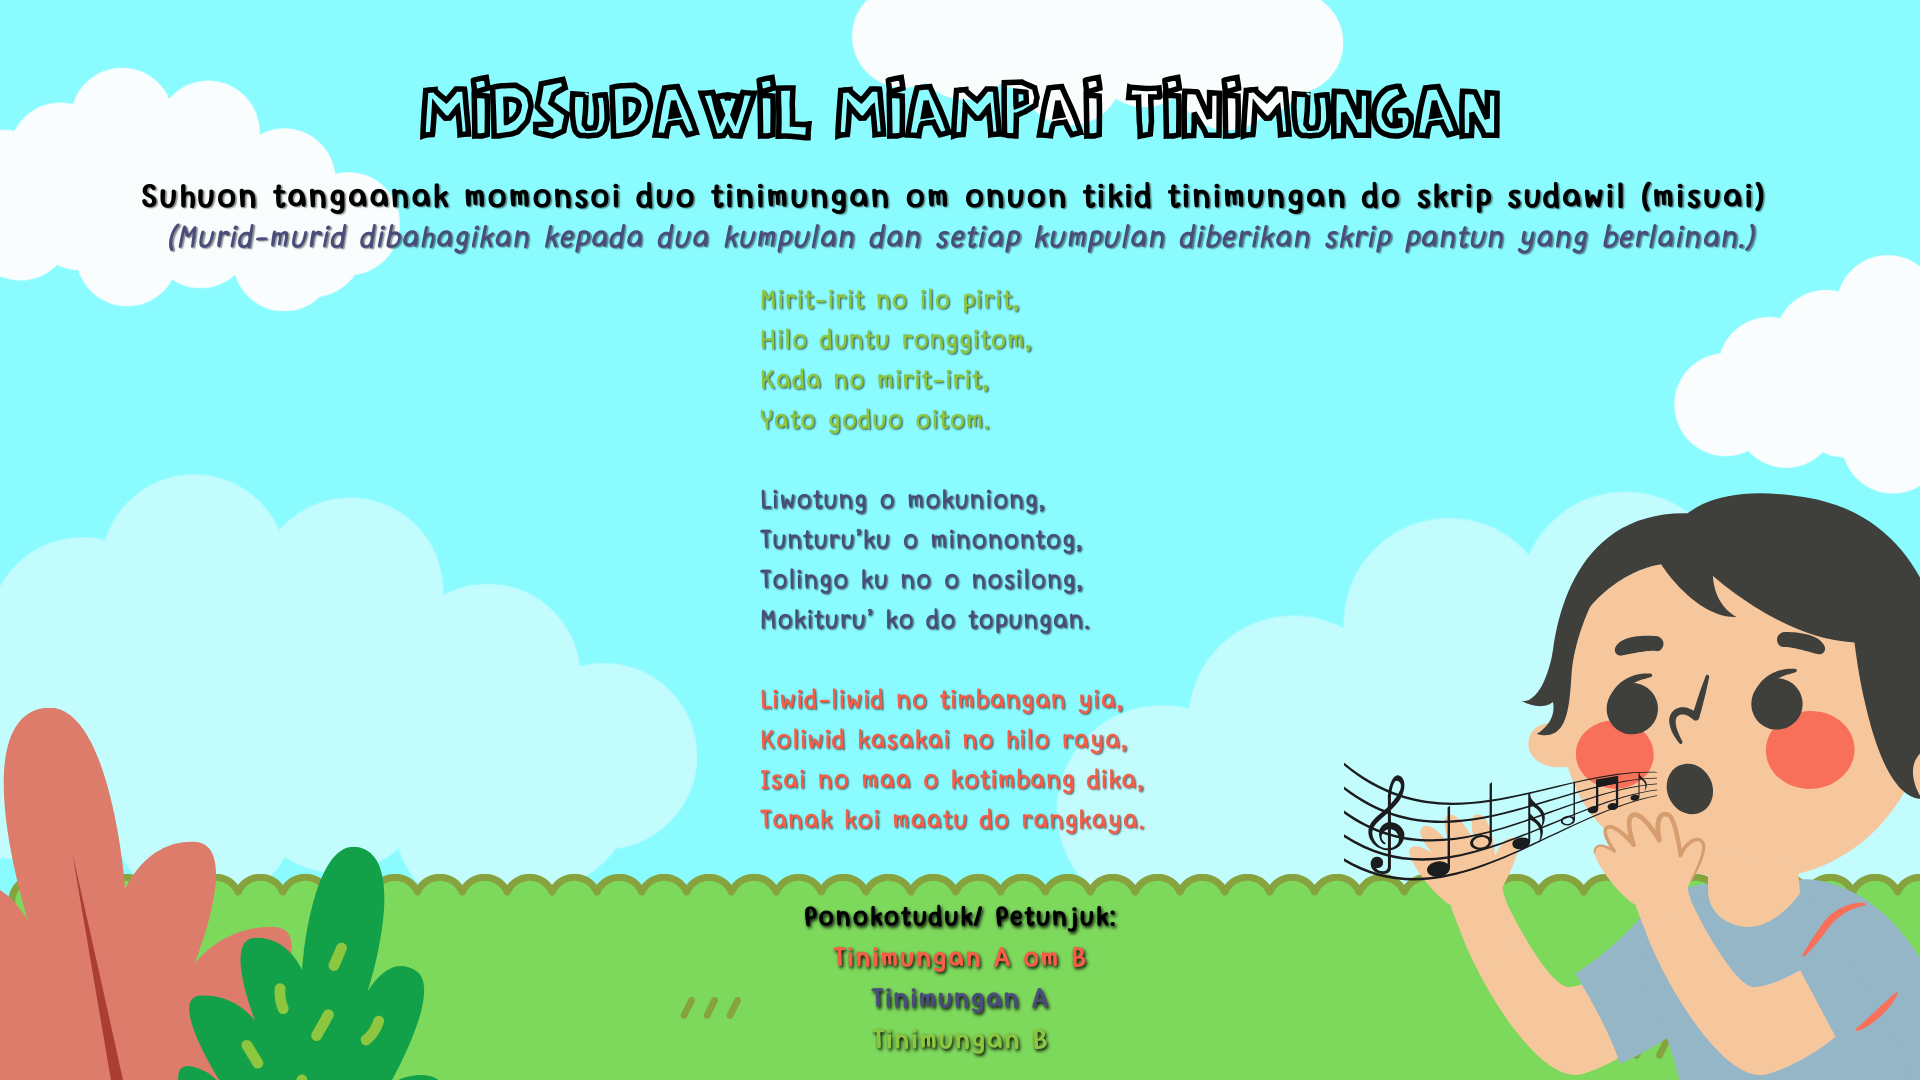 MiDSUDAWiL MiAMPAi TiNiMUNGAN
Suhuon tangaanak momonsoi duo tinimungan om onuon tikid tinimungan do skrip sudawil (misuai)
(Murid-murid dibahagikan kepada dua kumpulan dan setiap kumpulan diberikan skrip pantun yang berlainan.)
Mirit-irit no ilo pirit,
Hilo duntu ronggitom,
Kada no mirit-irit,
Yato goduo oitom.
Liwotung o mokuniong,
Tunturu'ku o minonontog,
Tolingo ku no o nosilong,
Mokituru' ko do topungan.
Liwid-liwid no timbangan yia,
Koliwid kasakai no hilo raya,
Isai no maa o kotimbang dika,
Tanak koi maatu do rangkaya.
Ponokotuduk/ Petunjuk:
Tinimungan A om B
Tinimungan A
Tinimungan B